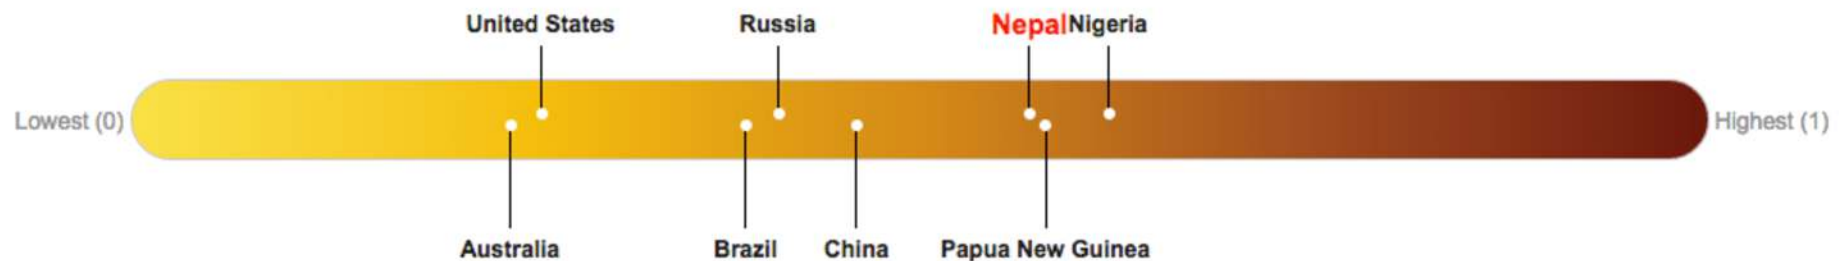 United States Russia Nepal Nigeria
Lowest (0) Highest (1)
Australia Brazil China Papua New Guinea